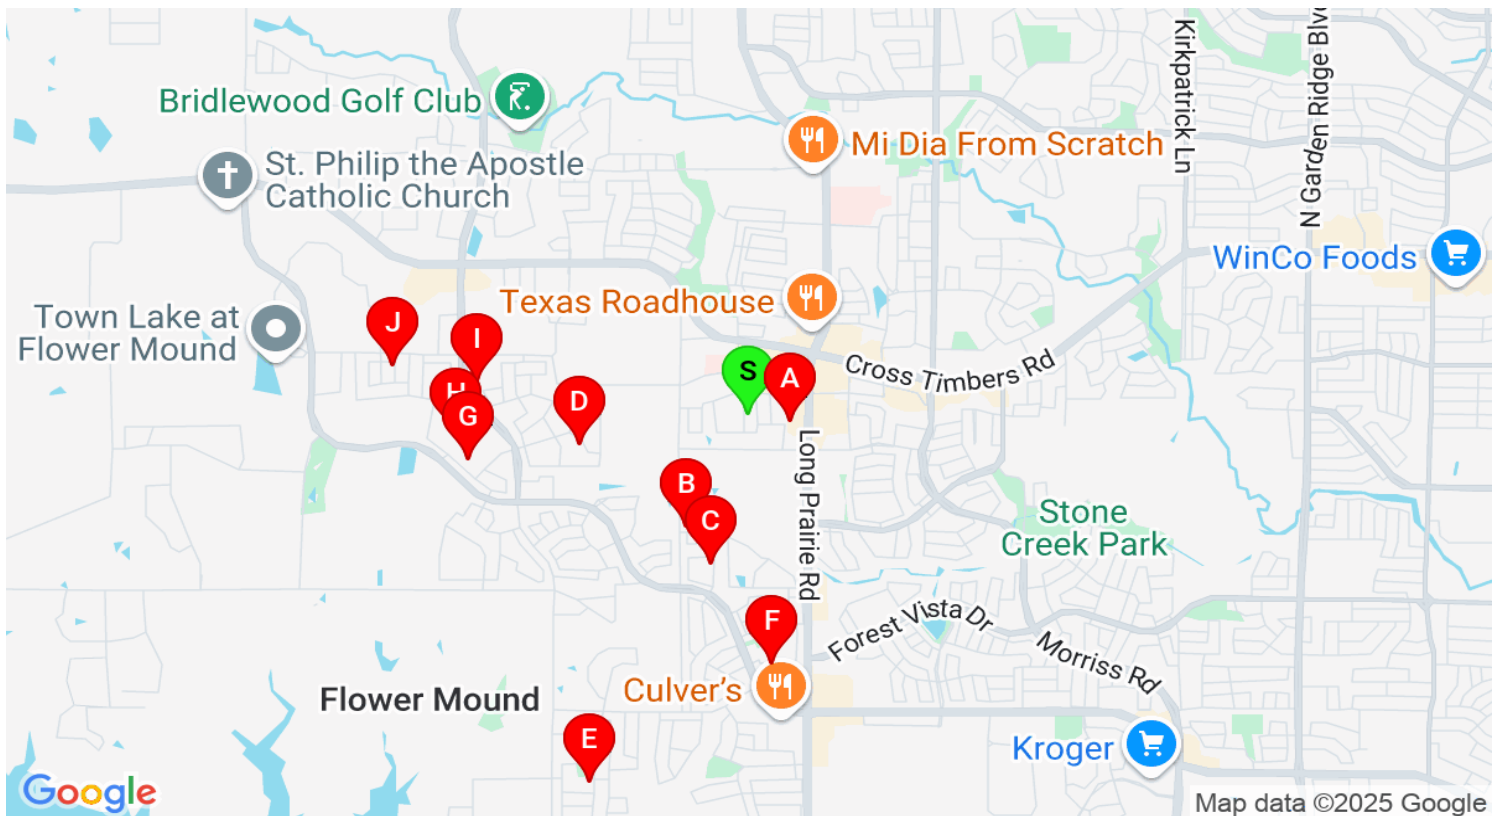 Kirkpatrick Ln
N Garden Ridge Blvd
Bridlewood Golf Club
Mi Dia From Scratch
St. Philip the Apostle
Catholic Church
WinCo Foods
Texas Roadhouse
Town Lake at
Flower Mound
J
I
S
A
Cross Timbers Rd
H
G
D
Long Prairie Rd
B
C
Stone
Creek Park
F
Forest Vista Dr
Morriss Rd
Culver's
Flower Mound
E
Kroger
Google
Map data ©2025 Google